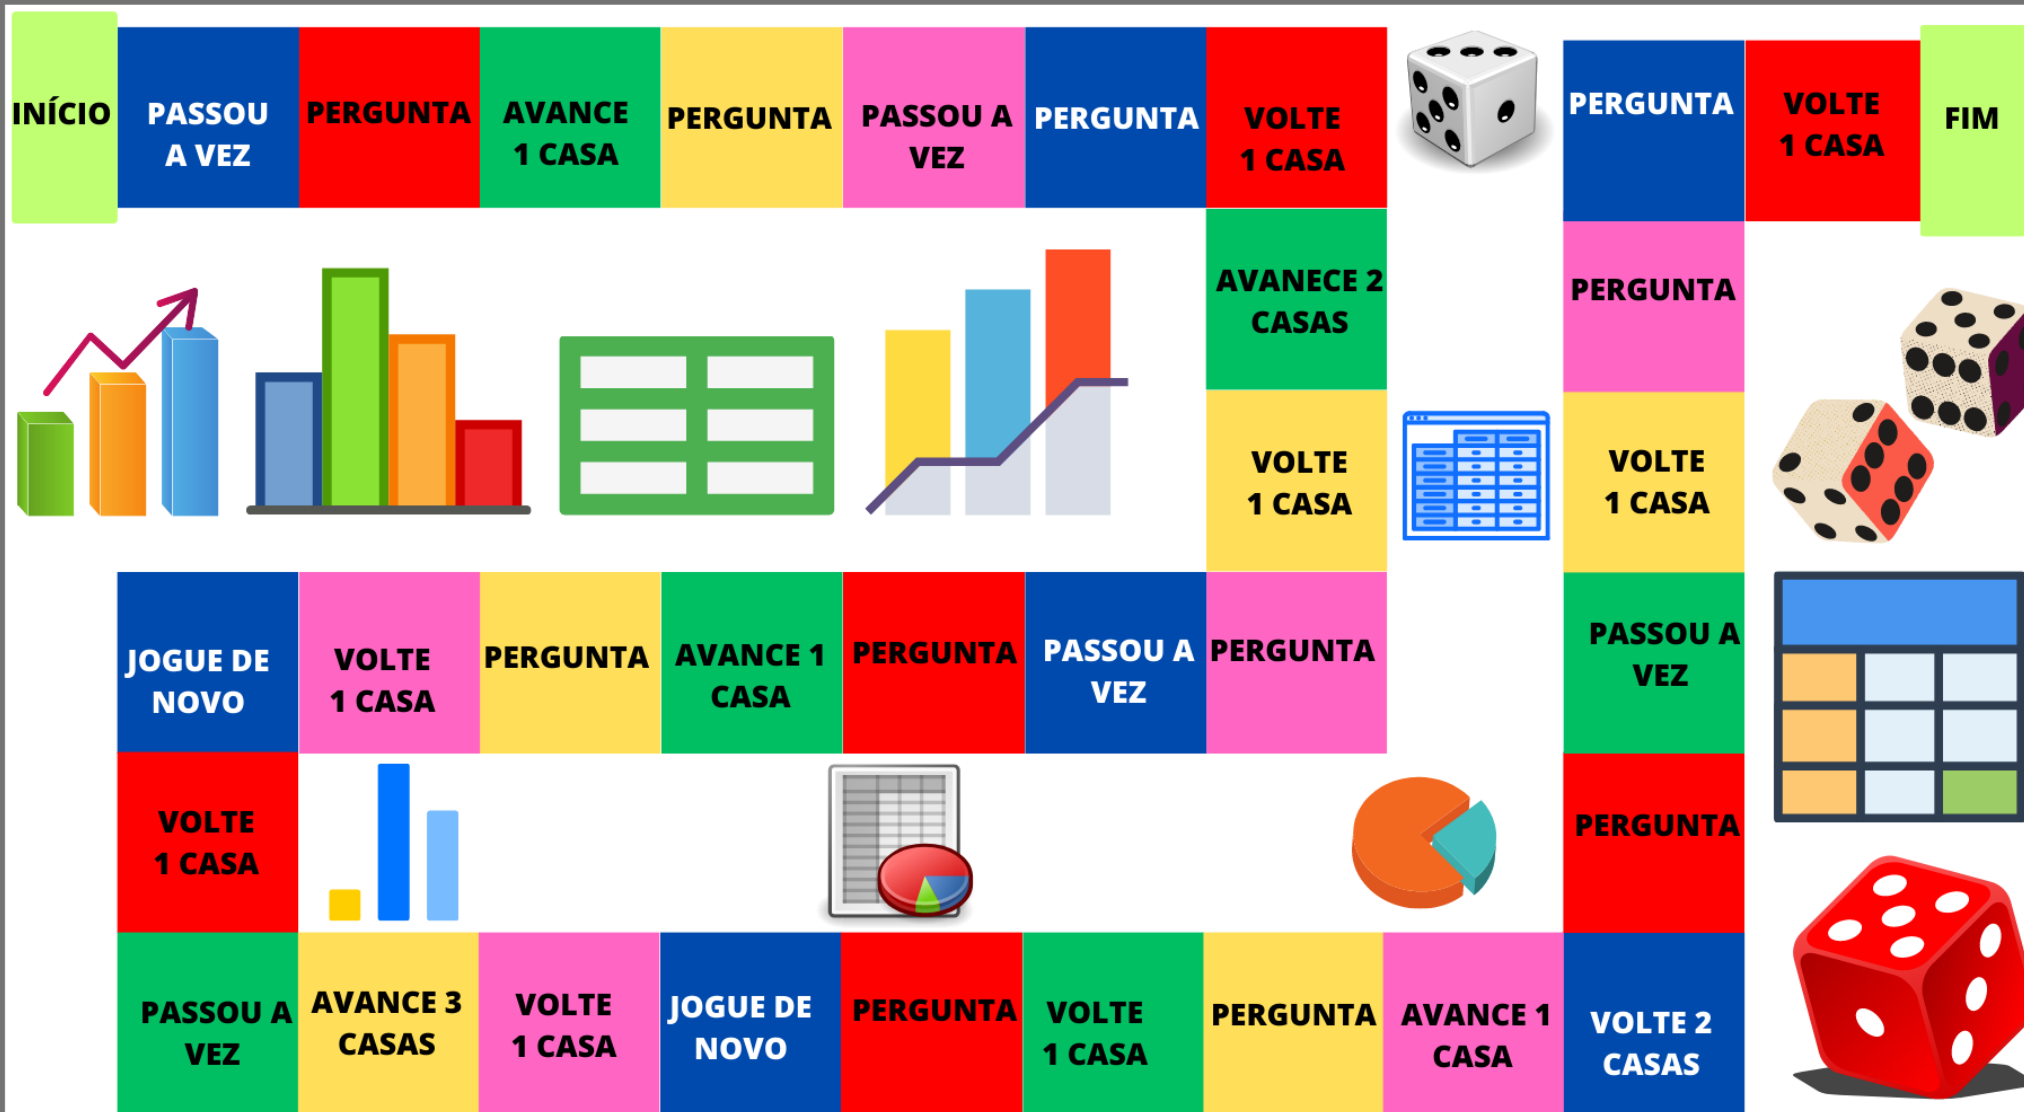 INÍCIO
PASSOU
A VEZ
PERGUNTA
AVANCE
1 CASA
PERGUNTA
PASSOU A
VEZ
PERGUNTA
VOLTE
1 CASA
PERGUNTA
VOLTE
1 CASA
FIM
AVANECE 2
CASAS
PERGUNTA
VOLTE
1 CASA
VOLTE
1 CASA
JOGUE DE
NOVO
VOLTE
1 CASA
PERGUNTA
AVANCE 1
CASA
PERGUNTA
PASSOU A
VEZ
PERGUNTA
PASSOU A
VEZ
VOLTE
1 CASA
PERGUNTA
PASSOU A
VEZ
AVANCE 3
CASAS
VOLTE
1 CASA
JOGUE DE
NOVO
PERGUNTA
VOLTE
1 CASA
PERGUNTA
AVANCE 1
CASA
VOLTE 2
CASAS